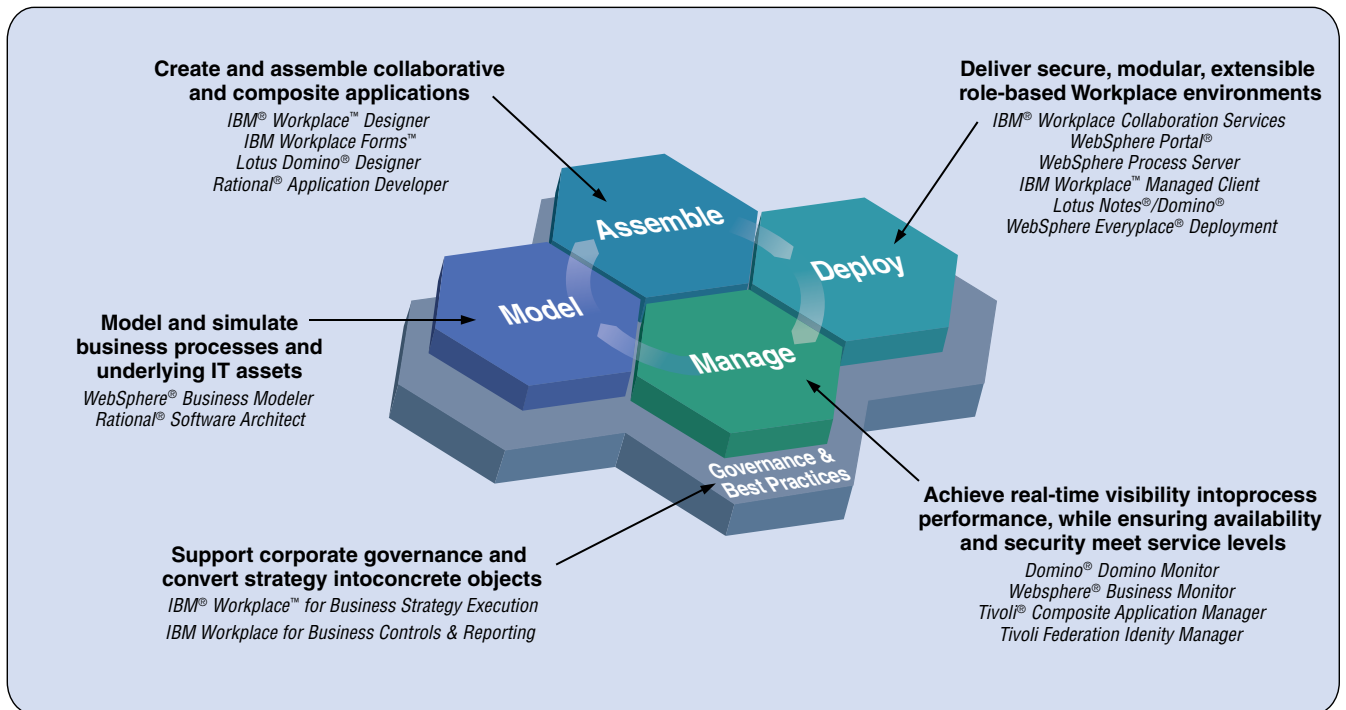 Create and assemble collaborative
and composite applications
IBM® Workplace™ Designer
IBM Workplace Forms™
Lotus Domino® Designer
Rational® Application Developer
Deliver secure, modular, extensible
role-based Workplace environments
IBM® Workplace Collaboration Services
WebSphere Portal®
WebSphere Process Server
IBM Workplace™ Managed Client
Lotus Notes®/Domino®
WebSphere Everyplace® Deployment
Assemble
Deploy
Model
Manage
Model and simulate
business processes and
underlying IT assets
WebSphere® Business Modeler
Rational® Software Architect
Governance &
Best Practices
Achieve real-time visibility intoprocess
performance, while ensuring availability
and security meet service levels
Domino® Domino Monitor
Websphere® Business Monitor
Tivoli® Composite Application Manager
Tivoli Federation Idenity Manager
Support corporate governance and
convert strategy intoconcrete objects
IBM® Workplace™ for Business Strategy Execution
IBM Workplace for Business Controls & Reporting